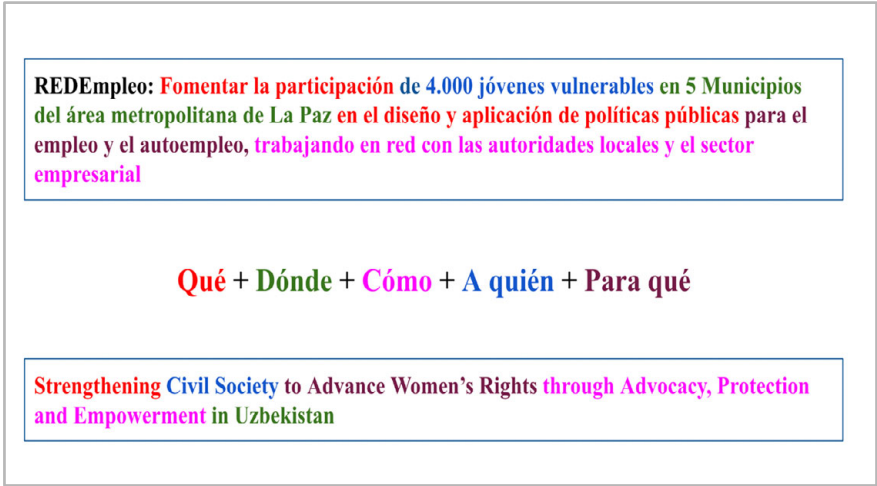 REDEmpleo: Fomentar la participación de 4.000 jóvenes vulnerables en 5 Municipios
del área metropolitana de La Paz en el diseño y aplicación de políticas públicas para el
empleo y el autoempleo, trabajando en red con las autoridades locales y el sector
empresarial
Qué + Dónde + Cómo + A quién + Para qué
Strengthening Civil Society to Advance Women’s Rights through Advocacy, Protection
and Empowerment in Uzbekistan